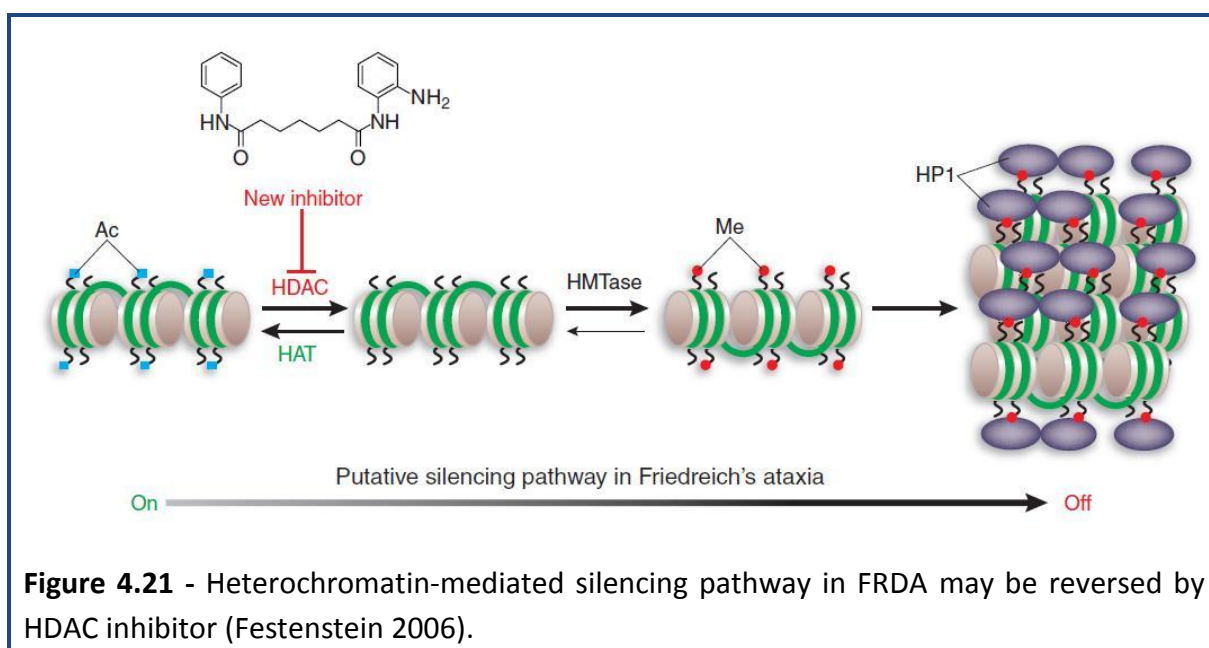 NH₂
HN
NH
O
O
New inhibitor
HP1
Ac
Me
HDAC
HMTase
HAT
Putative silencing pathway in Friedreich's ataxia
On
Off
Figure 4.21 - Heterochromatin-mediated silencing pathway in FRDA may be reversed by
HDAC inhibitor (Festenstein 2006).